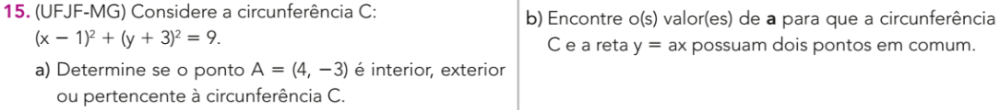 15. (UFJF-MG) Considere a circunferência C:
(x − 1)² + (y + 3)² = 9.
a) Determine se o ponto A = (4, −3) é interior, exterior
ou pertencente à circunferência C.
b) Encontre o(s) valor(es) de a para que a circunferência
C e a reta y = ax possuam dois pontos em comum.